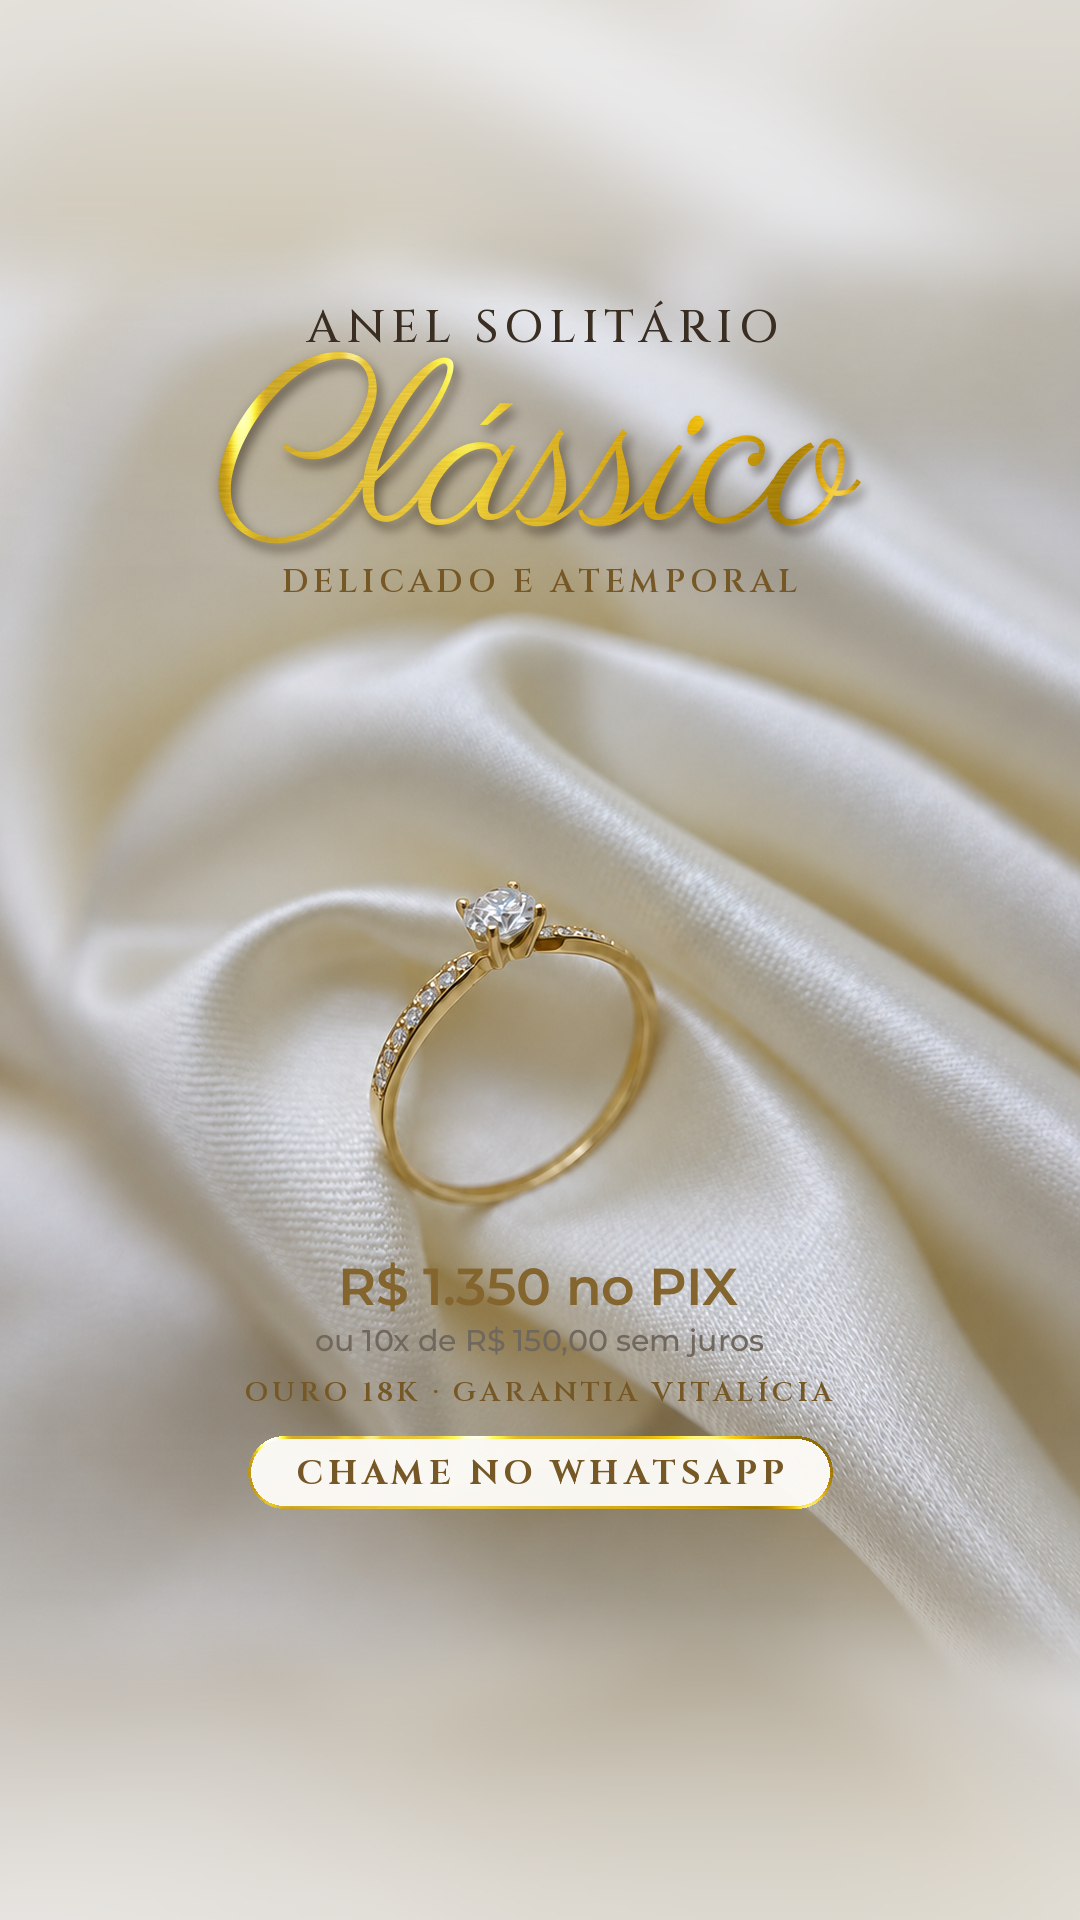 ANEL SOLITÁRIO
Clássico
DELICADO E ATEMPORAL
R$ 1.350 no PIX
ou 10x de R$ 150,00 sem juros
OURO 18K · GARANTIA VITALÍCIA
CHAME NO WHATSAPP